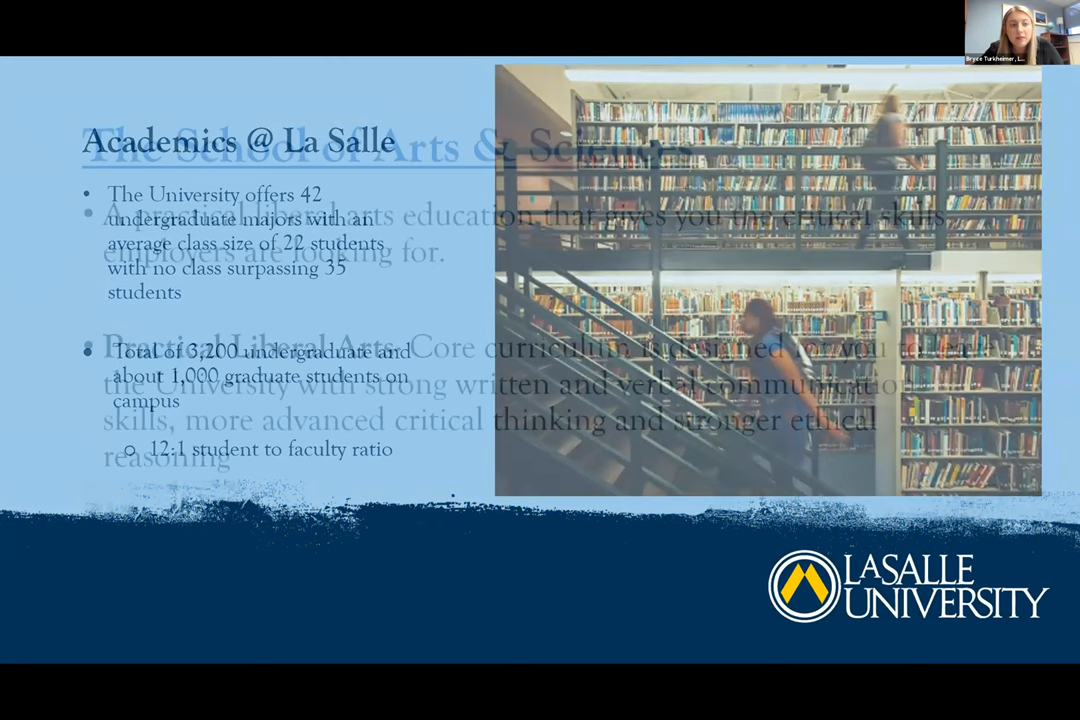 Bryce Turkheimer, L...
Academics @ La Salle
The University offers 42
undergraduate majors with an
average class size of 22 students
with no class surpassing 35
students
Total of 3,200 undergraduate and
about 1,000 graduate students on
campus
12:1 student to faculty ratio
The School of Arts & Sciences
A practical liberal arts education that gives you the critical skills
employers are looking for.
Practical Liberal Arts- Core curriculum is designed for you to leave
the University with strong written and verbal communication
skills, more advanced critical thinking and stronger ethical
reasoning
LASALLE
UNIVERSITY